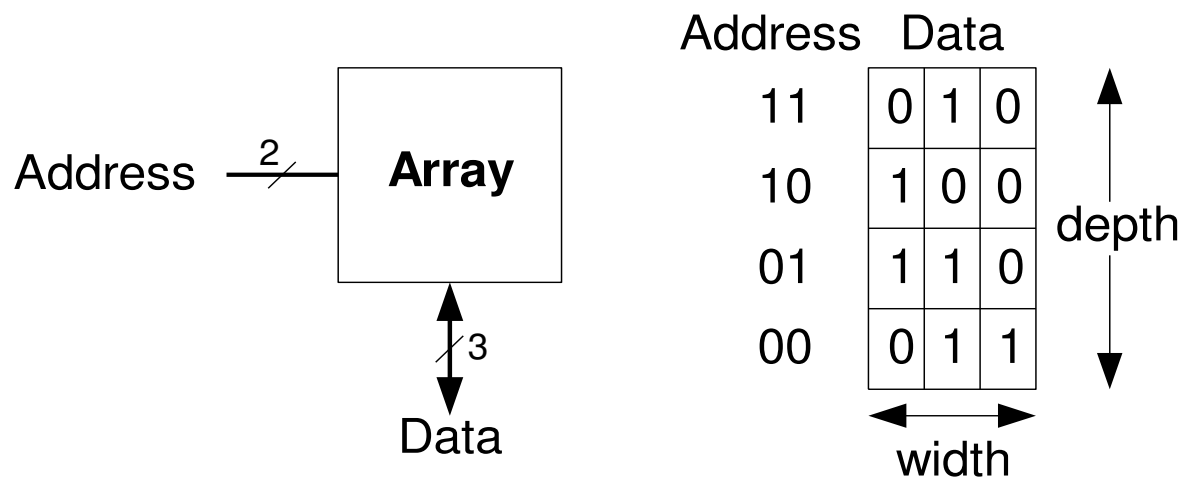 Address
2
Array
3
Data
Address Data
11 0 1 0
10 1 0 0
01 1 1 0
00 0 1 1
depth
width